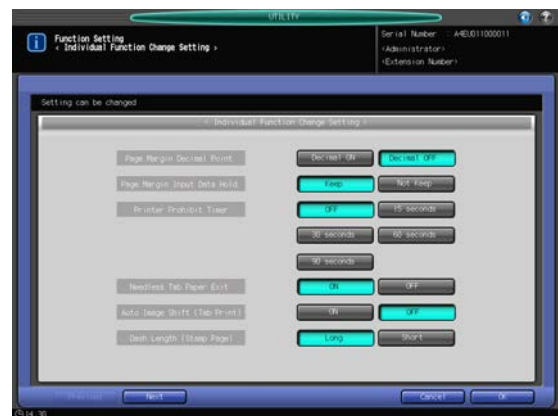 UTILITY
Function Setting
< Individual Function Change Setting >
Serial Number : A4EU011000011
<Administrator>
<Extension Number>
Setting can be changed
< Individual Function Change Setting >
Page Margin Decimal Point
Decimal ON
Decimal OFF
Page Margin Input Data Hold
Keep
Not Keep
Printer Prohibit Timer
OFF
15 seconds
30 seconds
60 seconds
90 seconds
Needless Tab Paper Exit
ON
OFF
Auto Image Shift (Tab Print)
ON
OFF
Dash Length (Stamp Page)
Long
Short
Previous
Next
Cancel
OK
14:30